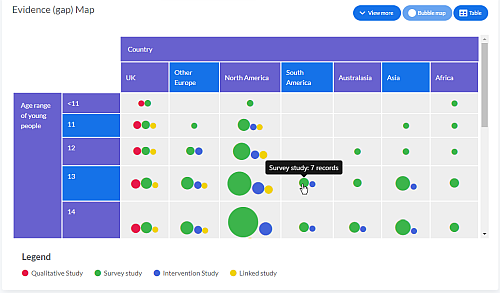 Evidence (gap) Map
View more
Bubble map
Table
Country
UK
Other Europe
North America
South America
Australasia
Asia
Africa
Age range of young people
<11
11
12
13
14
Survey study: 7 records
Legend
Qualitative Study
Survey study
Intervention Study
Linked study